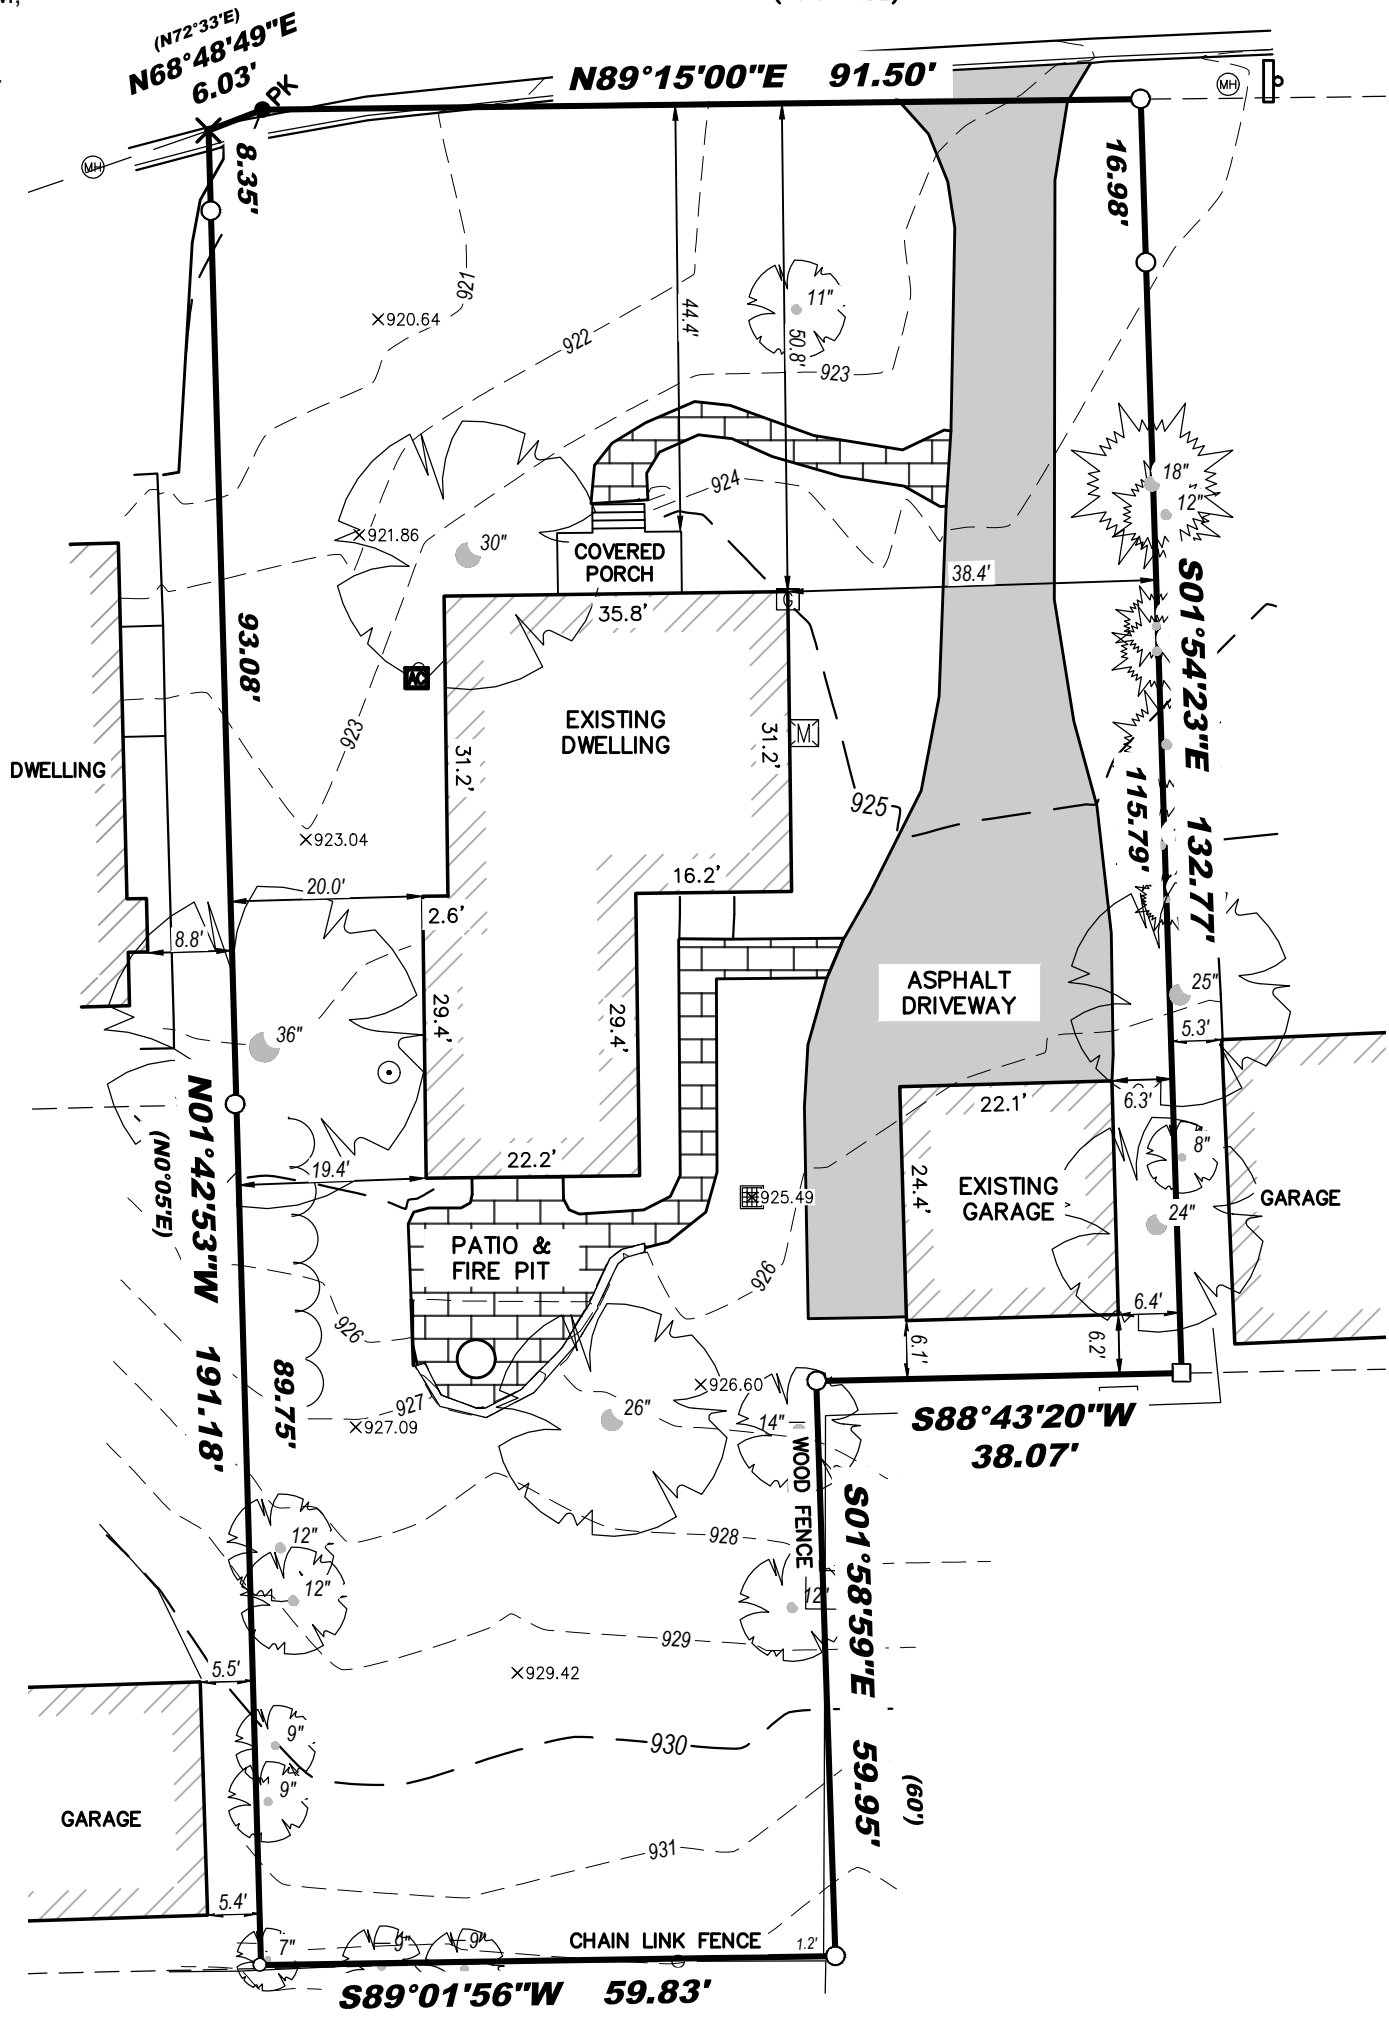 (N72°33'E)
N68°48'49"E
6.03'
PK
N89°15'00"E 91.50'
MH
MH
8.35'
16.98'
921
×920.64
922
44.4'
11"
50.8'
923
924
18"
12"
×921.86
30"
COVERED
PORCH
38.4'
G
35.8'
S01°54'23"E 132.77'
93.08'
AC
EXISTING
DWELLING
31.2'
31.2'
M
923
DWELLING
925
115.79'
×923.04
16.2'
20.0'
2.6'
8.8'
ASPHALT
DRIVEWAY
25"
29.4'
29.4'
36"
5.3'
N01°42'53"W 191.18'
(N0°05'E)
22.1'
6.3'
8"
22.2'
19.4'
24.4'
EXISTING
GARAGE
×925.49
24"
GARAGE
PATIO &
FIRE PIT
926
926
6.4'
6.1'
6.2'
89.75'
927
×927.09
×926.60
26"
14"
S88°43'20"W
38.07'
WOOD FENCE
S01°58'59"E 59.95'
(60')
12"
928
12"
12'
929
×929.42
5.5'
9"
930
9"
GARAGE
931
5.4'
7"
9"
9"
CHAIN LINK FENCE
1.2'
S89°01'56"W 59.83'